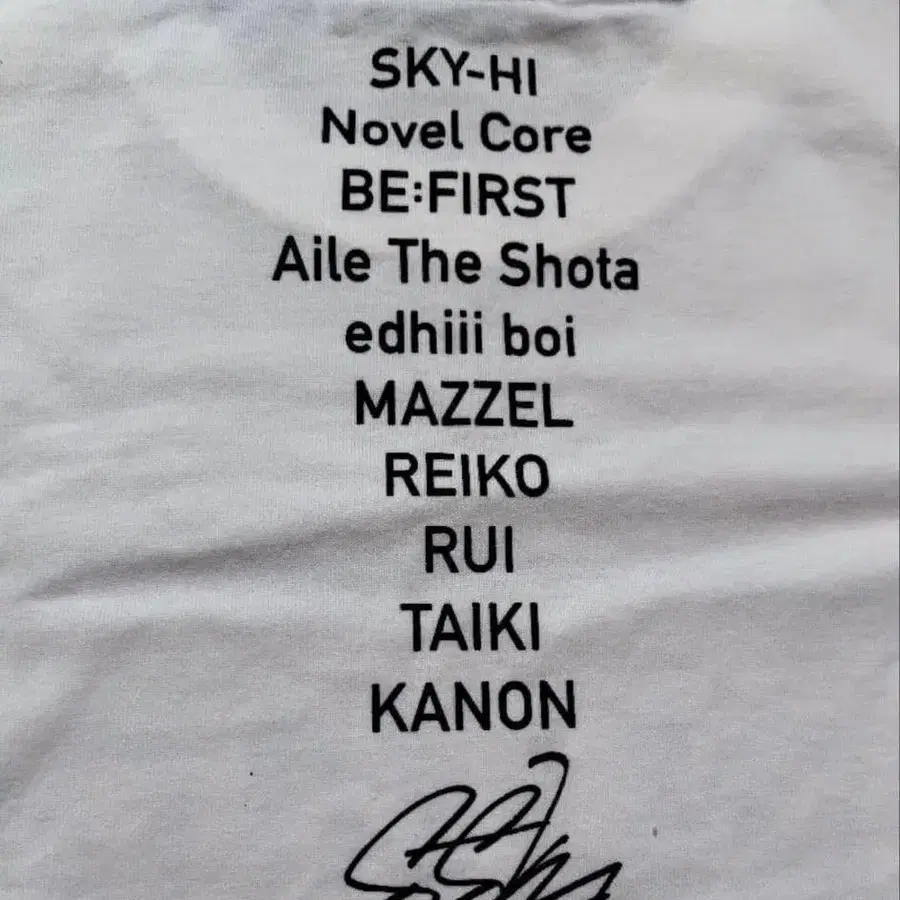 SKY-HI
Novel Core
BE:FIRST
Aile The Shota
edhiii boi
MAZZEL
REIKO
RUI
TAIKI
KANON